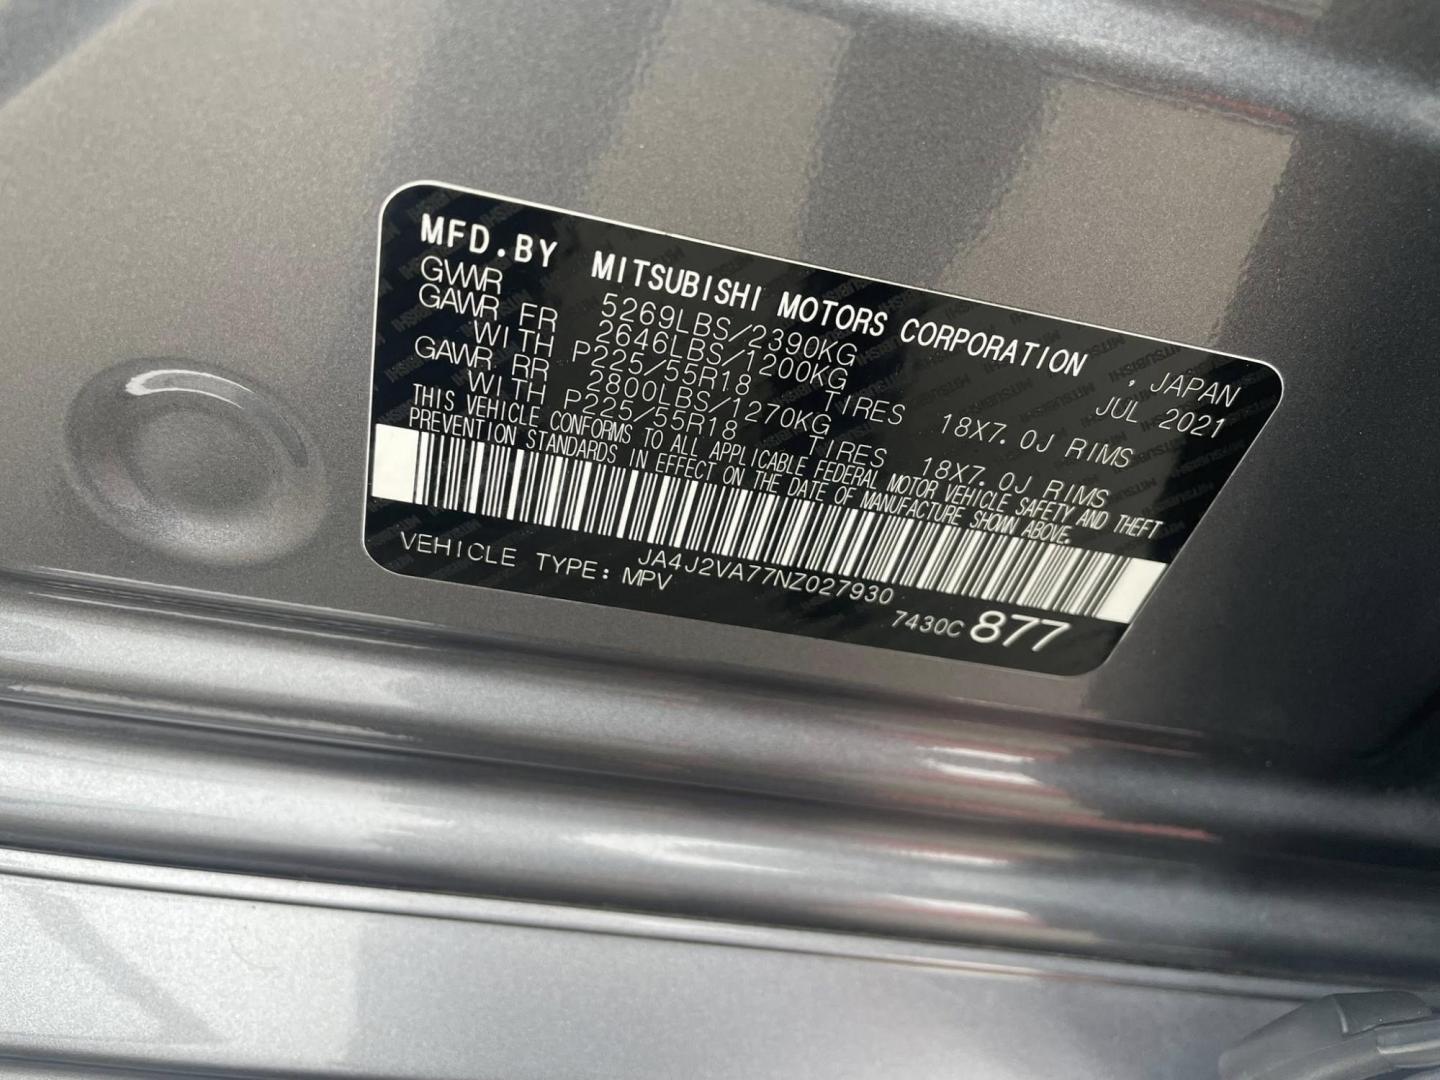 MFD.BY MITSUBISHI MOTORS CORPORATION , JAPAN
GVWR 5269LBS/2390KG JUL 2021
GAWR FR 2646LBS/1200KG
WITH P225/55R18 TIRES 18X7.0J RIMS
GAWR RR 2800LBS/1270KG
WITH P225/55R18 TIRES 18X7.0J RIMS
THIS VEHICLE CONFORMS TO ALL APPLICABLE FEDERAL MOTOR VEHICLE SAFETY AND THEFT
PREVENTION STANDARDS IN EFFECT ON THE DATE OF MANUFACTURE SHOWN ABOVE.
JA4J2VA77NZ027930
VEHICLE TYPE: MPV 7430C 877